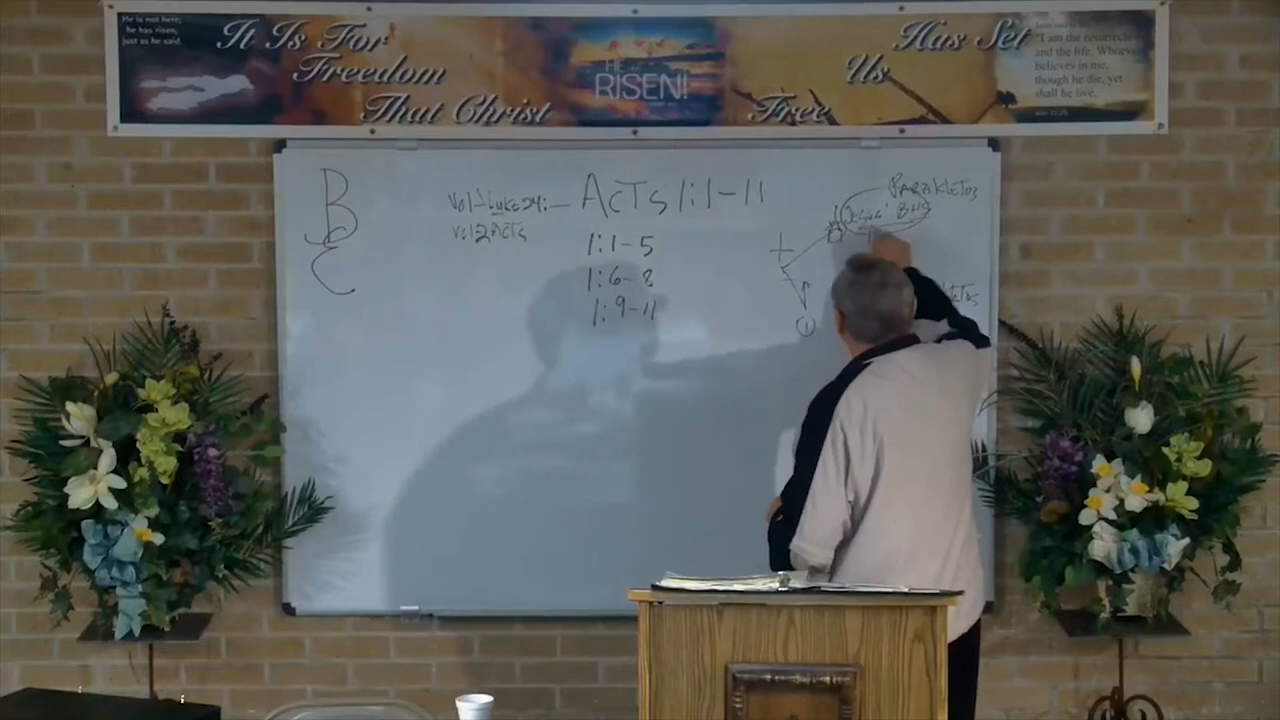 He is not here;
he has risen,
just as he said.
It Is For
Freedom
That Christ
HE
RISEN!
Has Set
Us
Free
"I am the resurrecti
and the life. Whoev
believes in me,
though he die, yet
shall he live,
B
C
Vol 1 Luke 24:—
Vol 2 Acts
Acts 1:1-11
1:1-5
1:6-8
1:9-11
PARAKLETOS